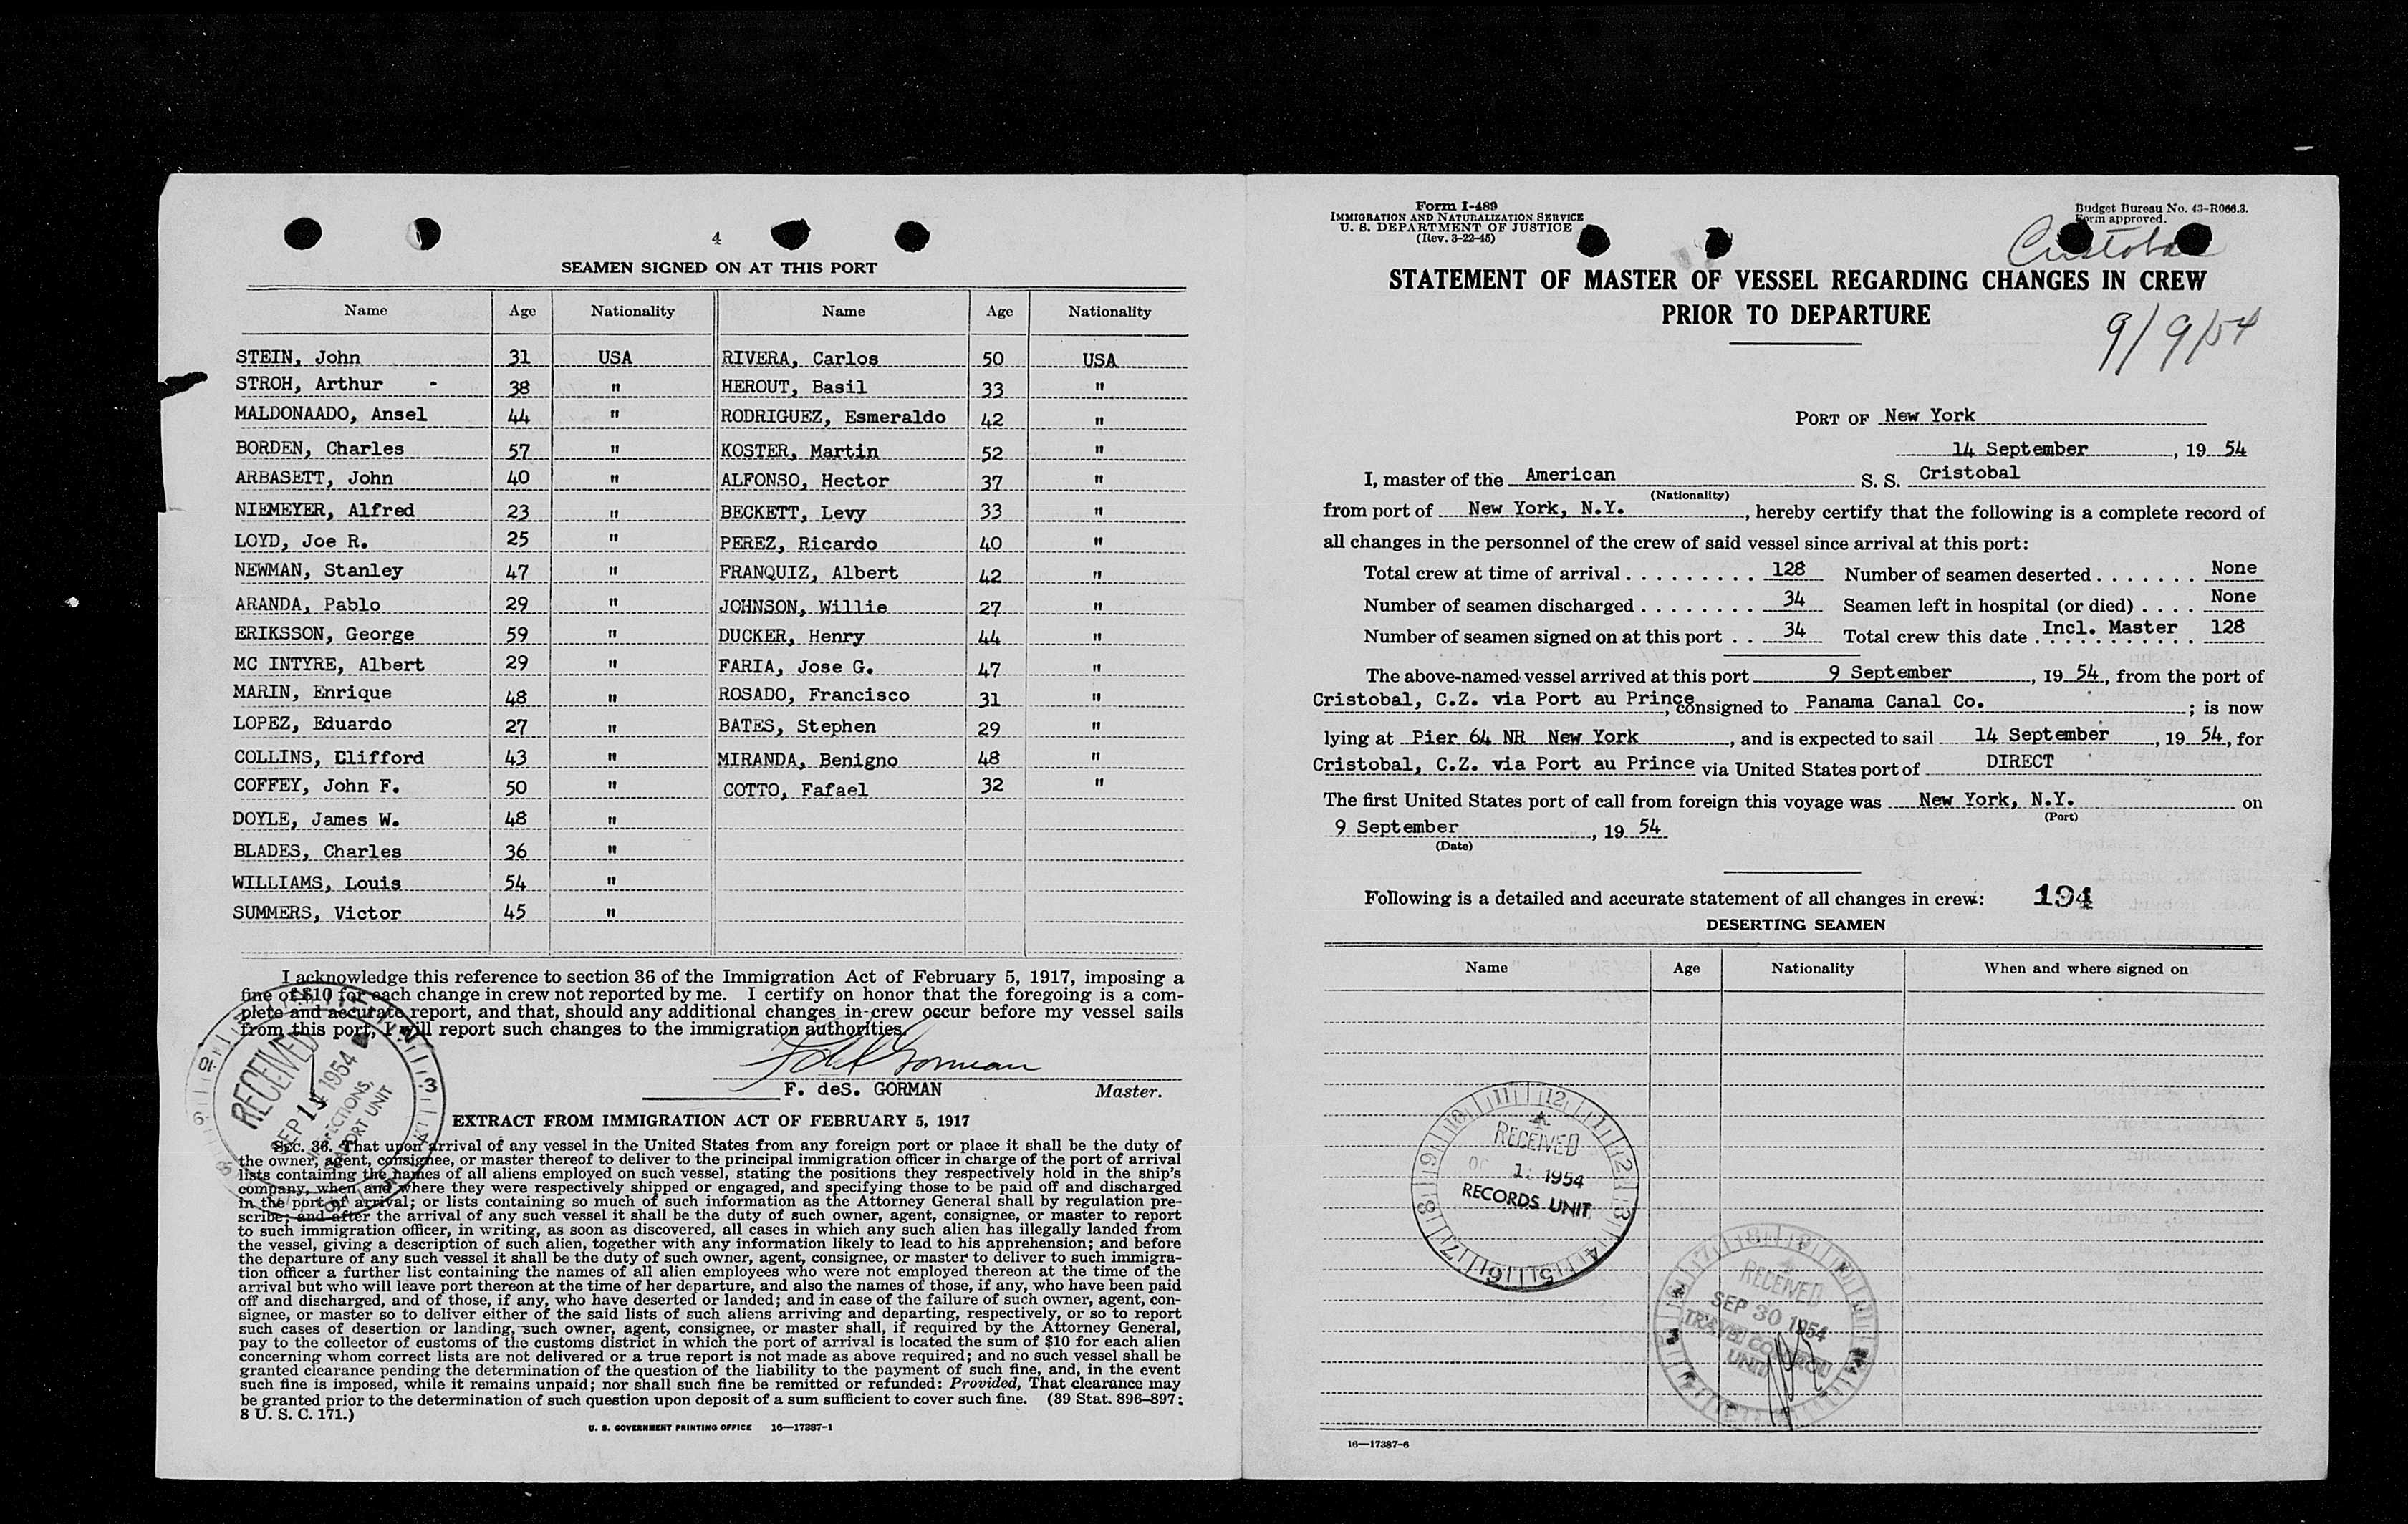 4
SEAMEN SIGNED ON AT THIS PORT
Name Age Nationality Name Age Nationality
STEIN, John 31 USA RIVERA, Carlos 50 USA
STROH, Arthur - 38 " HEROUT, Basil 33 "
MALDONAADO, Ansel 44 " RODRIGUEZ, Esmeraldo 42 "
BORDEN, Charles 57 " KOSTER, Martin 52 "
ARBASETT, John 40 " ALFONSO, Hector 37 "
NIEMEYER, Alfred 23 " BECKETT, Levy 33 "
LOYD, Joe R. 25 " PEREZ, Ricardo 40 "
NEWMAN, Stanley 47 " FRANQUIZ, Albert 42 "
ARANDA, Pablo 29 " JOHNSON, Willie 27 "
ERIKSSON, George 59 " DUCKER, Henry 44 "
MC INTYRE, Albert 29 " FARIA, Jose G. 47 "
MARIN, Enrique 48 " ROSADO, Francisco 31 "
LOPEZ, Eduardo 27 " BATES, Stephen 29 "
COLLINS, Clifford 43 " MIRANDA, Benigno 48 "
COFFEY, John F. 50 " COTTO, Fafael 32 "
DOYLE, James W. 48 "
BLADES, Charles 36 "
WILLIAMS, Louis 54 "
SUMMERS, Victor 45 "
I acknowledge this reference to section 36 of the Immigration Act of February 5, 1917, imposing a
fine of $10 for each change in crew not reported by me. I certify on honor that the foregoing is a com-
plete and accurate report, and that, should any additional changes in crew occur before my vessel sails
from this port, I will report such changes to the immigration authorities.
F. deS. GORMAN Master.
RECEIVED
SEP 1 1954
EXTRACT FROM IMMIGRATION ACT OF FEBRUARY 5, 1917
Sec. 36. That upon arrival of any vessel in the United States from any foreign port or place it shall be the duty of
the owner, agent, consignee, or master thereof to deliver to the principal immigration officer in charge of the port of arrival
lists containing the names of all aliens employed on such vessel, stating the positions they respectively hold in the ship's
company, when and where they were respectively shipped or engaged, and specifying those to be paid off and discharged
in the port of arrival; or lists containing so much of such information as the Attorney General shall by regulation pre-
scribe; and after the arrival of any such vessel it shall be the duty of such owner, agent, consignee, or master to report
to such immigration officer, in writing, as soon as discovered, all cases in which any such alien has illegally landed from
the vessel, giving a description of such alien, together with any information likely to lead to his apprehension; and before
the departure of any such vessel it shall be the duty of such owner, agent, consignee, or master to deliver to such immigra-
tion officer a further list containing the names of all alien employees who were not employed thereon at the time of the
arrival but who will leave port thereon at the time of her departure, and also the names of those, if any, who have been paid
off and discharged, and of those, if any, who have deserted or landed; and in case of the failure of such owner, agent, con-
signee, or master so to deliver either of the said lists of such aliens arriving and departing, respectively, or so to report
such cases of desertion or landing, such owner, agent, consignee, or master shall, if required by the Attorney General,
pay to the collector of customs of the customs district in which the port of arrival is located the sum of $10 for each alien
concerning whom correct lists are not delivered or a true report is not made as above required; and no such vessel shall be
granted clearance pending the determination of the question of the liability to the payment of such fine, and, in the event
such fine is imposed, while it remains unpaid; nor shall such fine be remitted or refunded: Provided, That clearance may
be granted prior to the determination of such question upon deposit of a sum sufficient to cover such fine. (39 Stat. 896–897;
8 U. S. C. 171.)
U. S. GOVERNMENT PRINTING OFFICE 16—17387-1
Form I-489
IMMIGRATION AND NATURALIZATION SERVICE
U. S. DEPARTMENT OF JUSTICE
(Rev. 3-22-45)
Budget Bureau No. 43-R066.3.
Form approved.
Cristobal
STATEMENT OF MASTER OF VESSEL REGARDING CHANGES IN CREW
PRIOR TO DEPARTURE
9/9/54
PORT OF New York
14 September, 19 54
I, master of the American S. S. Cristobal
(Nationality)
from port of New York, N.Y., hereby certify that the following is a complete record of
all changes in the personnel of the crew of said vessel since arrival at this port:
Total crew at time of arrival . . . . . . . . . 128 Number of seamen deserted . . . . . . . None
Number of seamen discharged . . . . . . . . 34 Seamen left in hospital (or died) . . . . None
Number of seamen signed on at this port . . 34 Total crew this date Incl. Master 128
The above-named vessel arrived at this port 9 September, 19 54, from the port of
Cristobal, C.Z. via Port au Prince, consigned to Panama Canal Co. ; is now
lying at Pier 64 NR New York, and is expected to sail 14 September, 19 54, for
Cristobal, C.Z. via Port au Prince via United States port of DIRECT
The first United States port of call from foreign this voyage was New York, N.Y. on
(Port)
9 September, 19 54
(Date)
Following is a detailed and accurate statement of all changes in crew: 194
DESERTING SEAMEN
Name Age Nationality When and where signed on
RECEIVED
1954
RECORDS UNIT
RECEIVED
SEP 30 1954
TRAVEL CONTROL
UNIT
16—17387-6